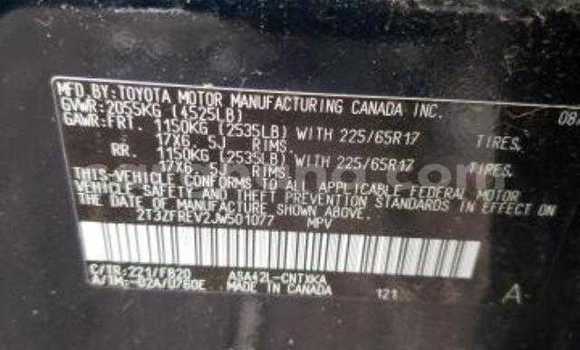 MFD.BY:TOYOTA MOTOR MANUFACTURING CANADA INC. 08/
GVWR:2055KG (4525LB)
GAWR:FRT. 1150KG (2535LB) WITH 225/65R17 TIRES,
17X6.5J RIMS.
RR. 1150KG (2535LB) WITH 225/65R17 TIRES,
17X6.5J RIMS.
THIS VEHICLE CONFORMS TO ALL APPLICABLE FEDERAL MOTOR
VEHICLE SAFETY AND THEFT PREVENTION STANDARDS IN EFFECT ON
THE DATE OF MANUFACTURE SHOWN ABOVE.
2T3ZFREV2JW501077 MPV
C/TR:221/FB20 ASA42L-CNTXKA
A/TM:-02A/U760E MADE IN CANADA 121 A